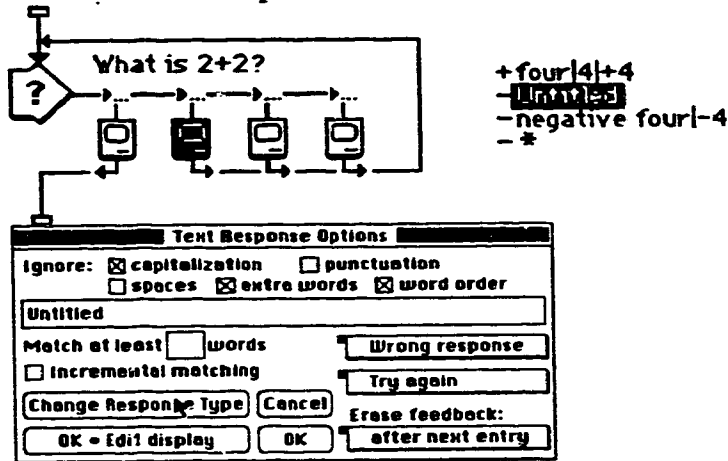 What is 2+2?
?
+four|4|+4
-Untitled
-negative four|-4
- *
Text Response Options
Ignore: capitalization punctuation
spaces extra words word order
Untitled
Match at least words
Wrong response
Incremental matching
Try again
Change Response Type Cancel
Erase feedback:
OK - Edit display OK
after next entry